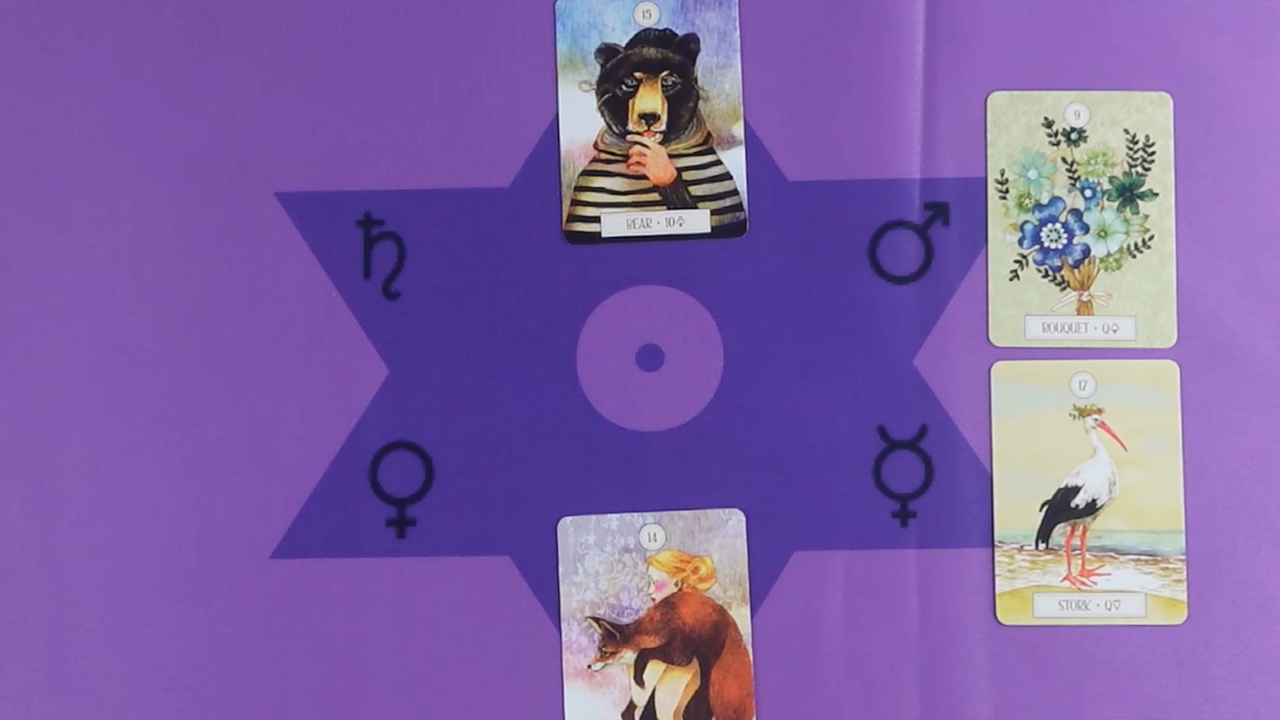 15
BEAR • 10♧
9
BOUQUET • Q♤
17
STORK • Q♡
14